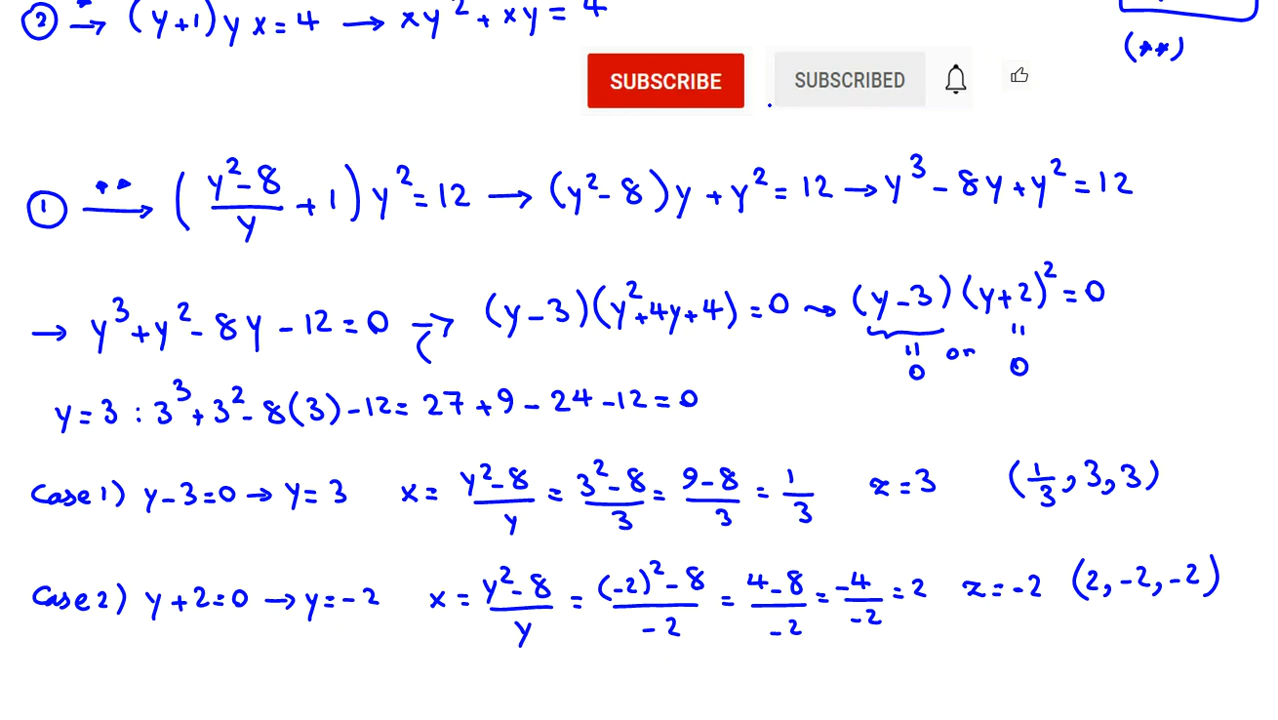 ② → (y+1)yx=4 → xy²+xy=4
(**)
SUBSCRIBE SUBSCRIBED
① →** ((y²-8)/y + 1) y² = 12 → (y²-8)y + y² = 12 → y³ - 8y + y² = 12
→ y³ + y² - 8y - 12 = 0 → (y-3)(y²+4y+4) = 0 → (y-3)(y+2)² = 0
" or "
0 0
y = 3 : 3³ + 3² - 8(3) - 12 = 27 + 9 - 24 - 12 = 0
Case 1) y-3=0 → y=3 x = (y²-8)/y = (3²-8)/3 = (9-8)/3 = 1/3 z = 3 (1/3, 3, 3)
Case 2) y+2=0 → y=-2 x = (y²-8)/y = ((-2)²-8)/-2 = (4-8)/-2 = -4/-2 = 2 z = -2 (2, -2, -2)